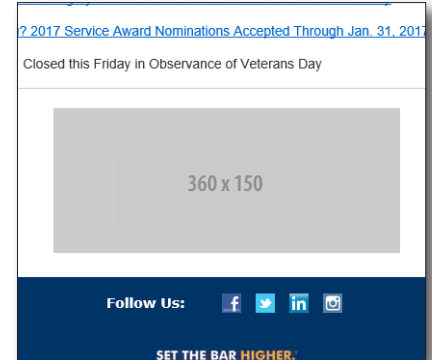 ? 2017 Service Award Nominations Accepted Through Jan. 31, 2017
Closed this Friday in Observance of Veterans Day
360 x 150
Follow Us:
SET THE BAR HIGHER.